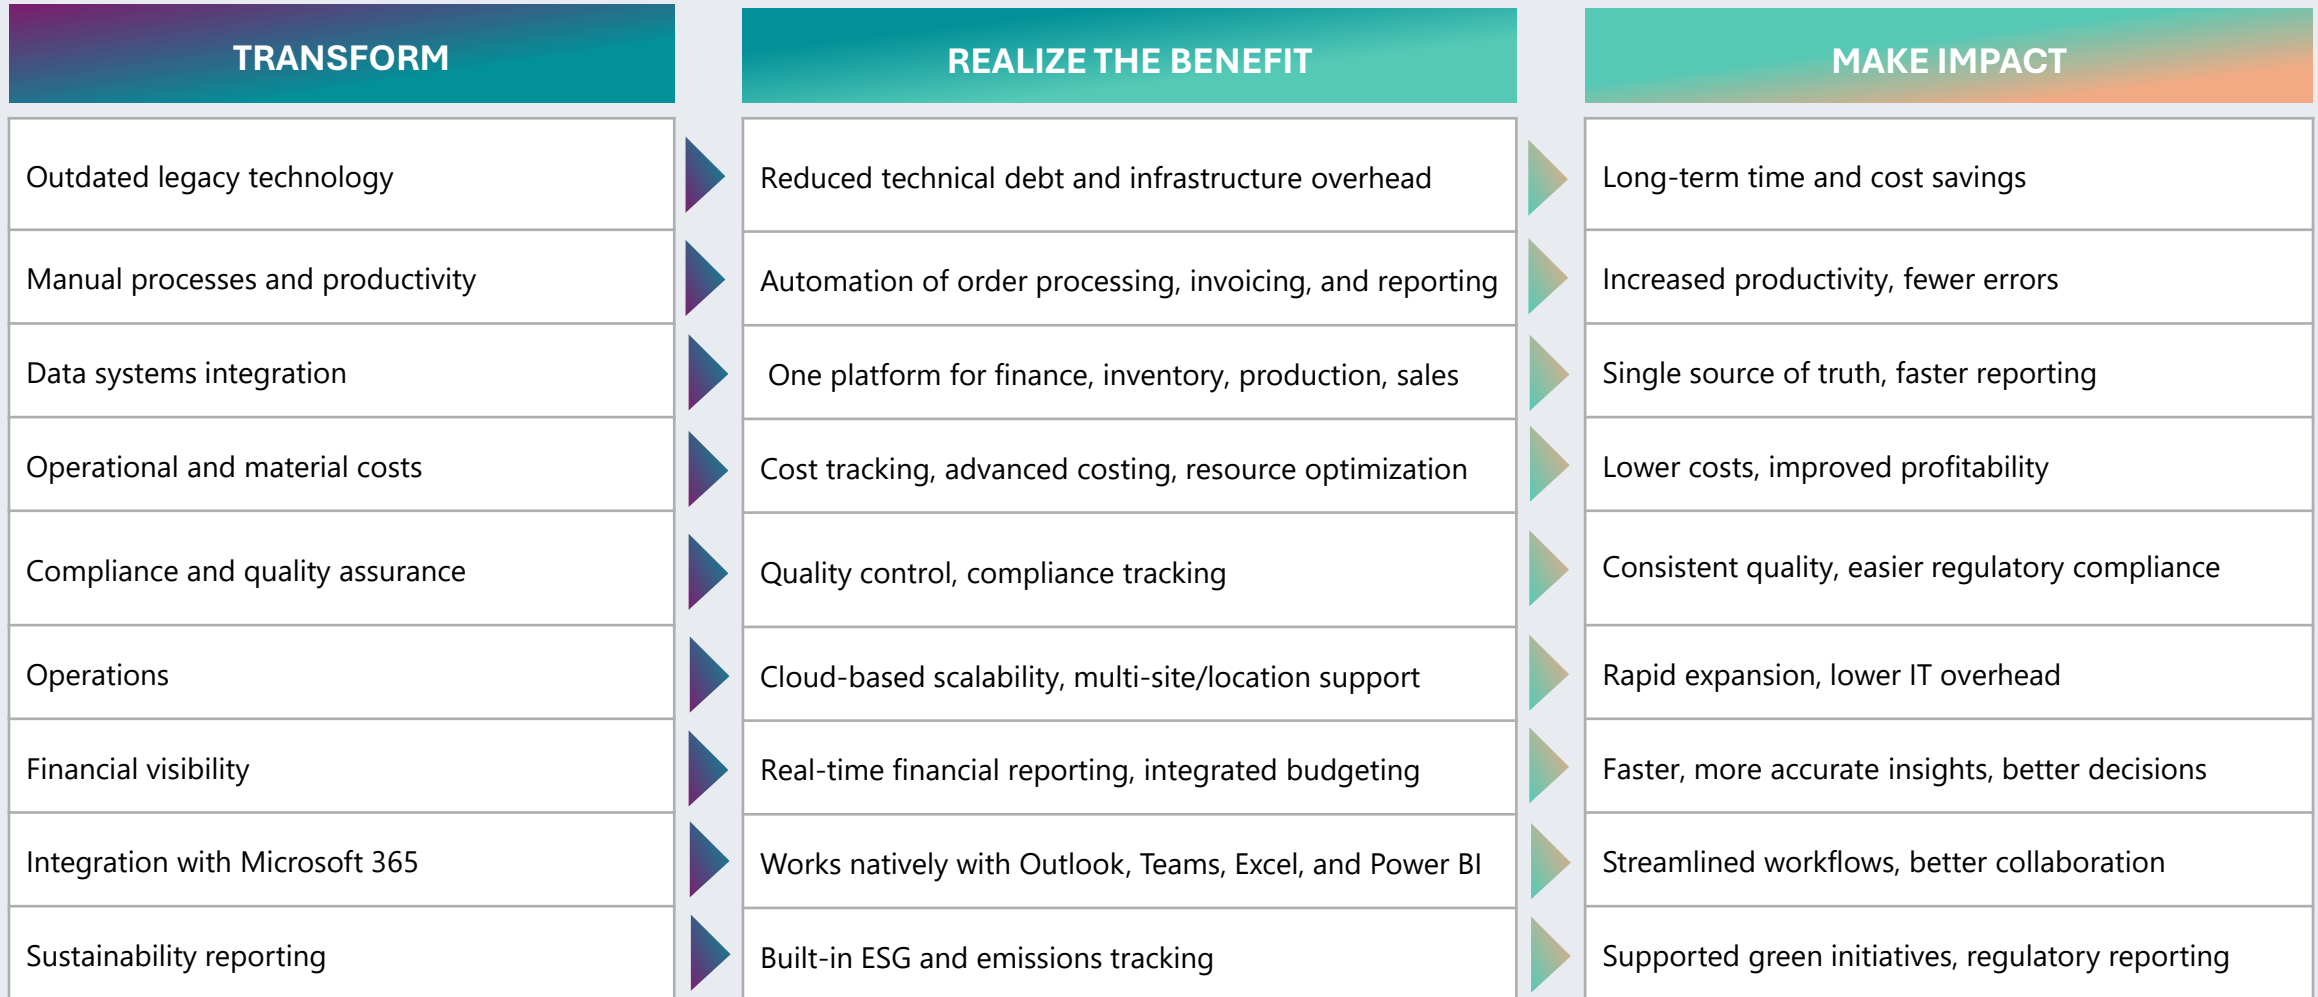 TRANSFORM
REALIZE THE BENEFIT
MAKE IMPACT
Outdated legacy technology
Reduced technical debt and infrastructure overhead
Long-term time and cost savings
Manual processes and productivity
Automation of order processing, invoicing, and reporting
Increased productivity, fewer errors
Data systems integration
One platform for finance, inventory, production, sales
Single source of truth, faster reporting
Operational and material costs
Cost tracking, advanced costing, resource optimization
Lower costs, improved profitability
Compliance and quality assurance
Quality control, compliance tracking
Consistent quality, easier regulatory compliance
Operations
Cloud-based scalability, multi-site/location support
Rapid expansion, lower IT overhead
Financial visibility
Real-time financial reporting, integrated budgeting
Faster, more accurate insights, better decisions
Integration with Microsoft 365
Works natively with Outlook, Teams, Excel, and Power BI
Streamlined workflows, better collaboration
Sustainability reporting
Built-in ESG and emissions tracking
Supported green initiatives, regulatory reporting